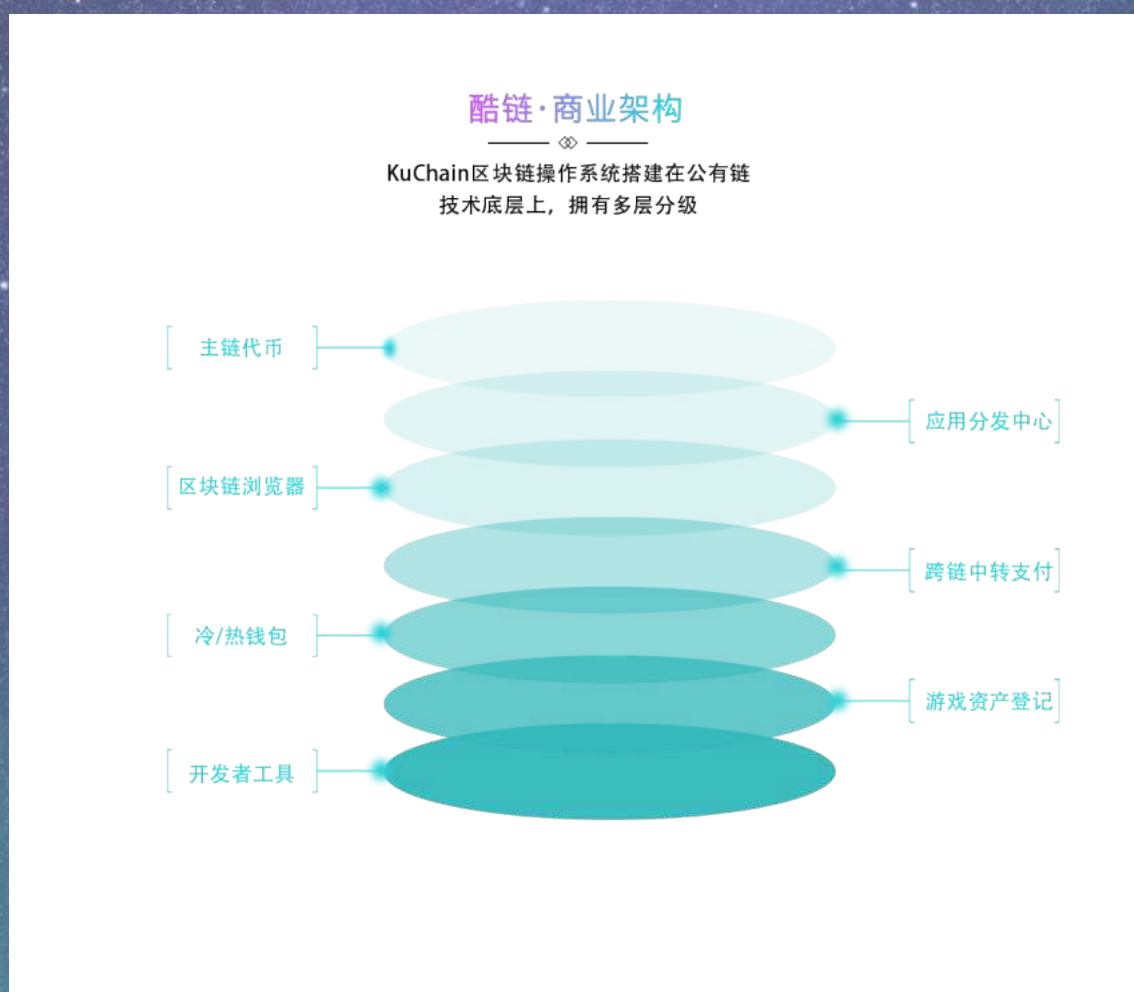 酷链·商业架构
KuChain区块链操作系统搭建在公有链
技术底层上，拥有多层分级
主链代币
应用分发中心
区块链浏览器
跨链中转支付
冷/热钱包
游戏资产登记
开发者工具